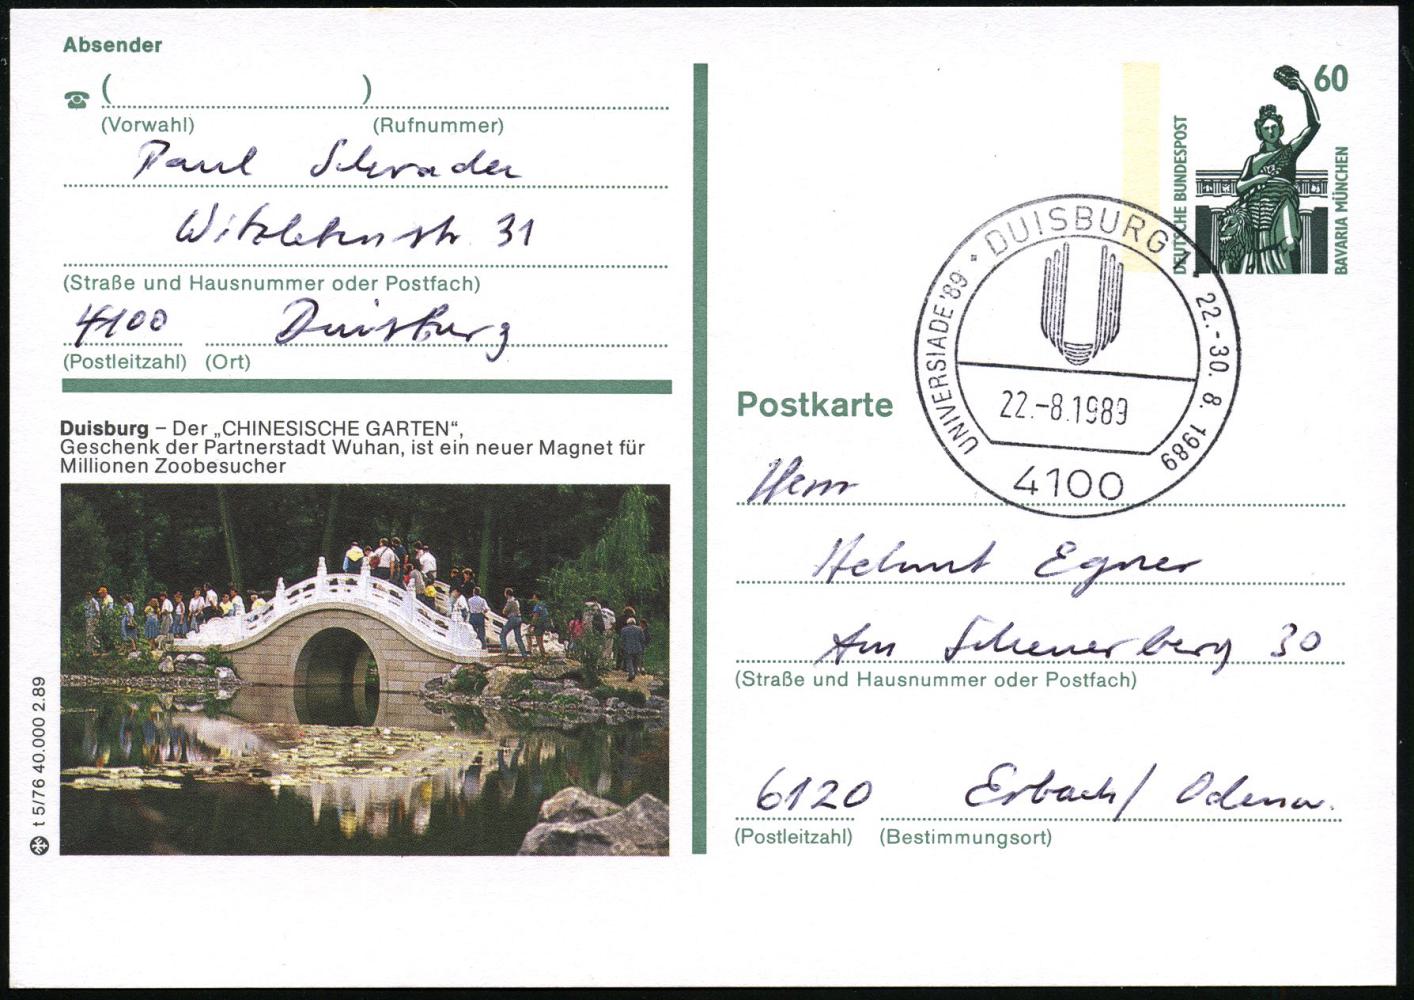 Absender
( )
(Vorwahl) (Rufnummer)
Paul Schrader
31
(Straße und Hausnummer oder Postfach)
4100 Duisburg
(Postleitzahl) (Ort)
Duisburg – Der „CHINESISCHE GARTEN“,
Geschenk der Partnerstadt Wuhan, ist ein neuer Magnet für
Millionen Zoobesucher
t 5/76 40.000 2.89
60
DEUTSCHE BUNDESPOST
BAVARIA MÜNCHEN
DUISBURG 1
UNIVERSIADE '89
22.-30. 8. 1989
22.-8.1989
4100
Postkarte
Herrn
Helmut Egner
Am Scheuerberg 30
(Straße und Hausnummer oder Postfach)
6120 Erbach/ Odenw.
(Postleitzahl) (Bestimmungsort)